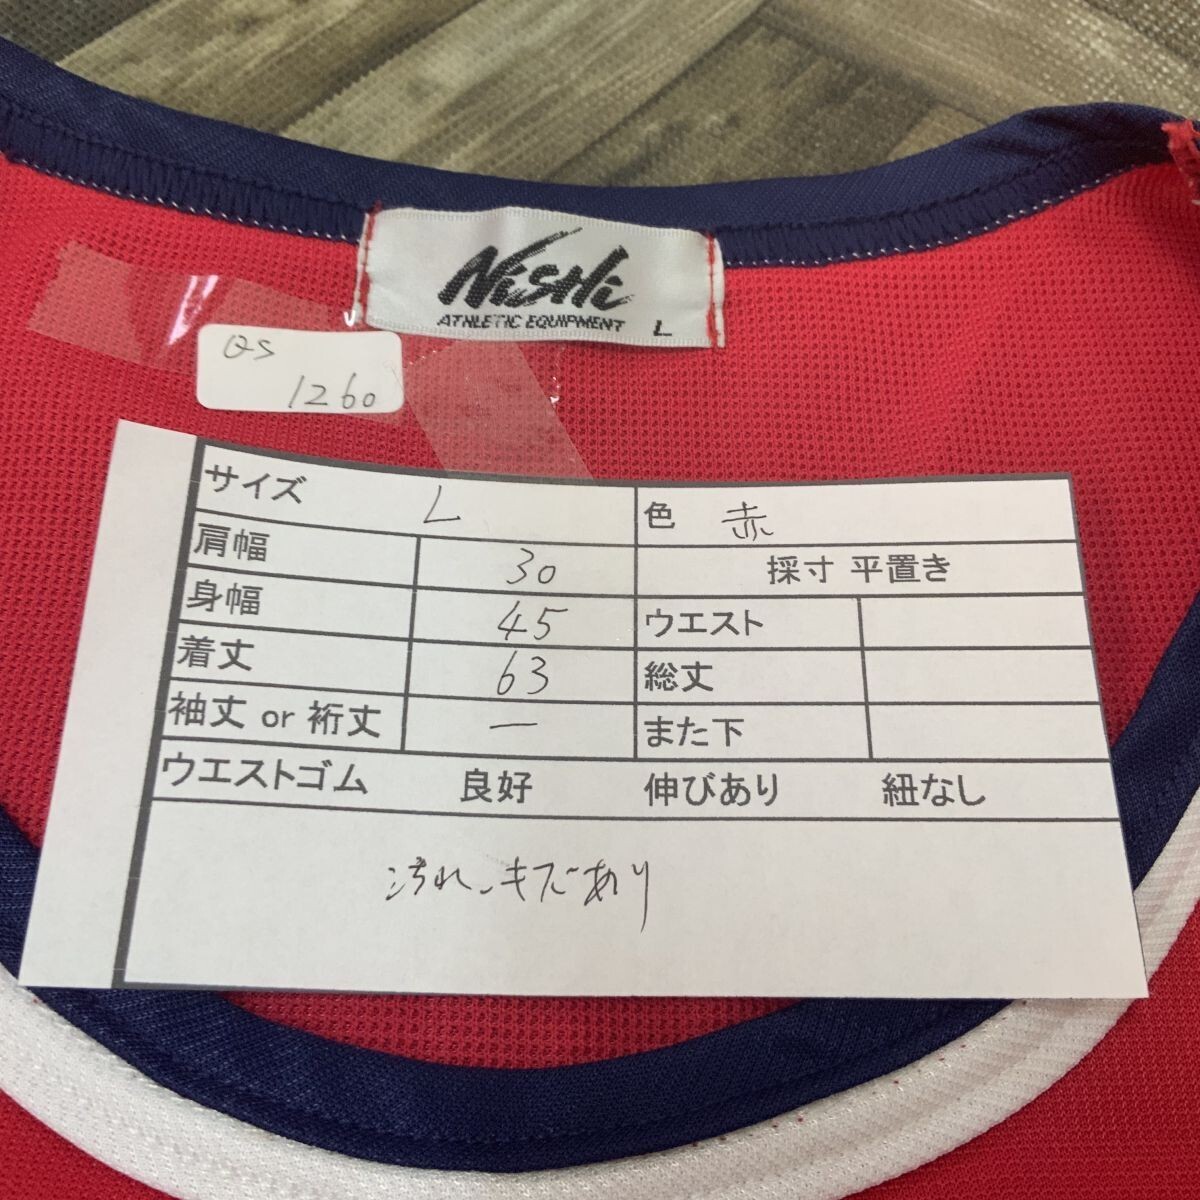 NiSHi
ATHLETIC EQUIPMENT L
QS
1260
サイズ L 色 赤
肩幅 30 採寸 平置き
身幅 45 ウエスト
着丈 63 総丈
袖丈 or 裄丈 ー また下
ウエストゴム 良好 伸びあり 紐なし
汚れ、キズあり